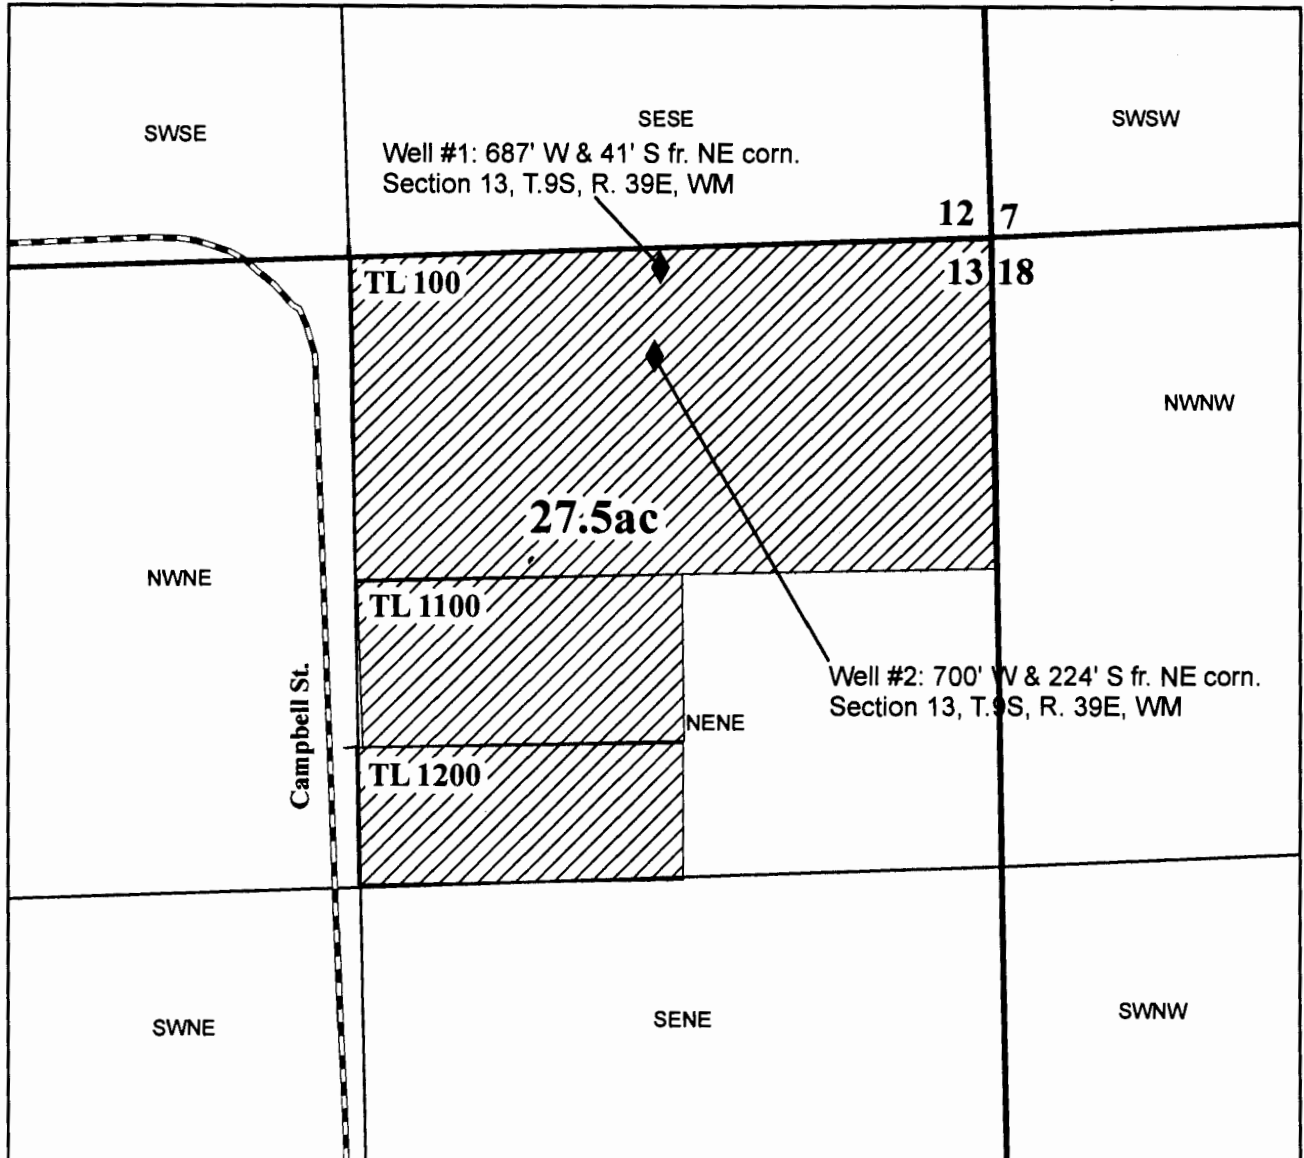 SWSE
SESE
SWSW
Well #1: 687' W & 41' S fr. NE corn.
Section 13, T.9S, R. 39E, WM
12 7
13 18
TL 100
NWNW
27.5ac
NWNE
TL 1100
Campbell St.
Well #2: 700' W & 224' S fr. NE corn.
Section 13, T.9S, R. 39E, WM
NENE
TL 1200
SWNE
SENE
SWNW